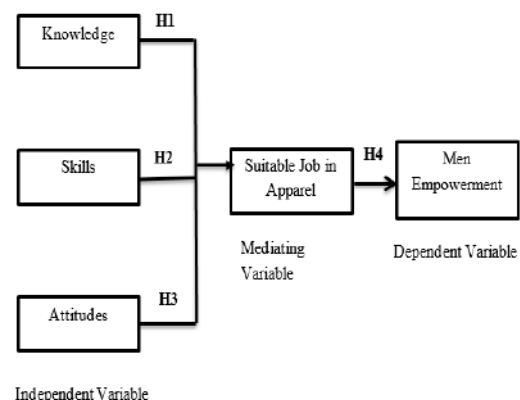 Knowledge
H1
Skills
H2
Attitudes
H3
Independent Variable
Suitable Job in
Apparel
Mediating
Variable
H4
Men
Empowerment
Dependent Variable